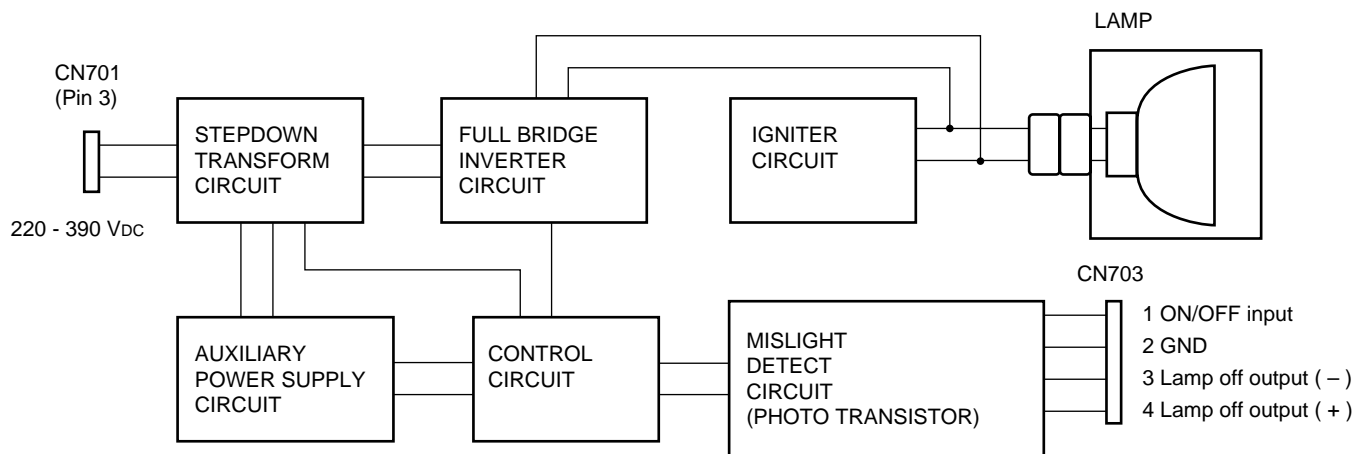 LAMP
CN701
(Pin 3)
STEPDOWN
TRANSFORM
CIRCUIT
FULL BRIDGE
INVERTER
CIRCUIT
IGNITER
CIRCUIT
220 - 390 VDC
CN703
AUXILIARY
POWER SUPPLY
CIRCUIT
CONTROL
CIRCUIT
MISLIGHT
DETECT
CIRCUIT
(PHOTO TRANSISTOR)
1 ON/OFF input
2 GND
3 Lamp off output ( – )
4 Lamp off output ( + )